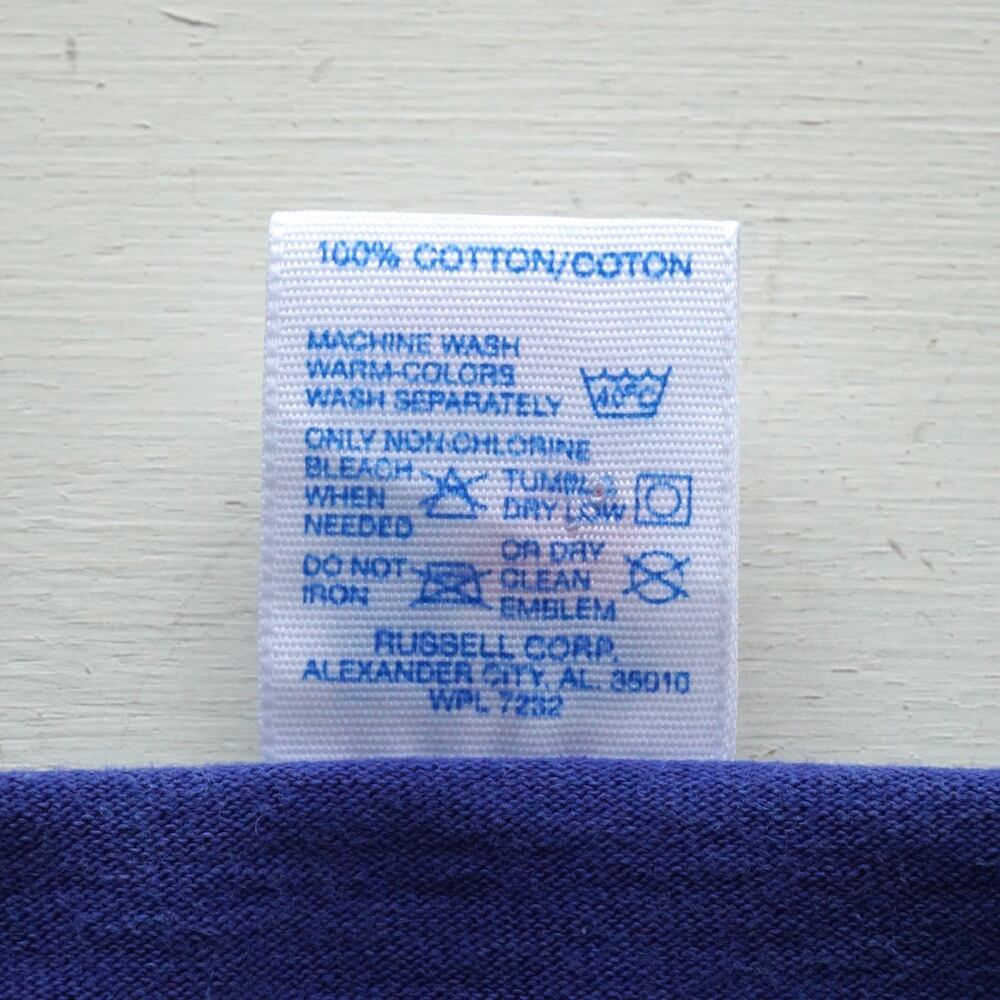 100% COTTON/COTON
MACHINE WASH
WARM-COLORS
WASH SEPARATELY
40°C
ONLY NON-CHLORINE
BLEACH
WHEN
NEEDED
TUMBLE
DRY LOW
DO NOT
IRON
OR DRY
CLEAN
EMBLEM
RUSSELL CORP.
ALEXANDER CITY, AL. 35010
WPL 7232